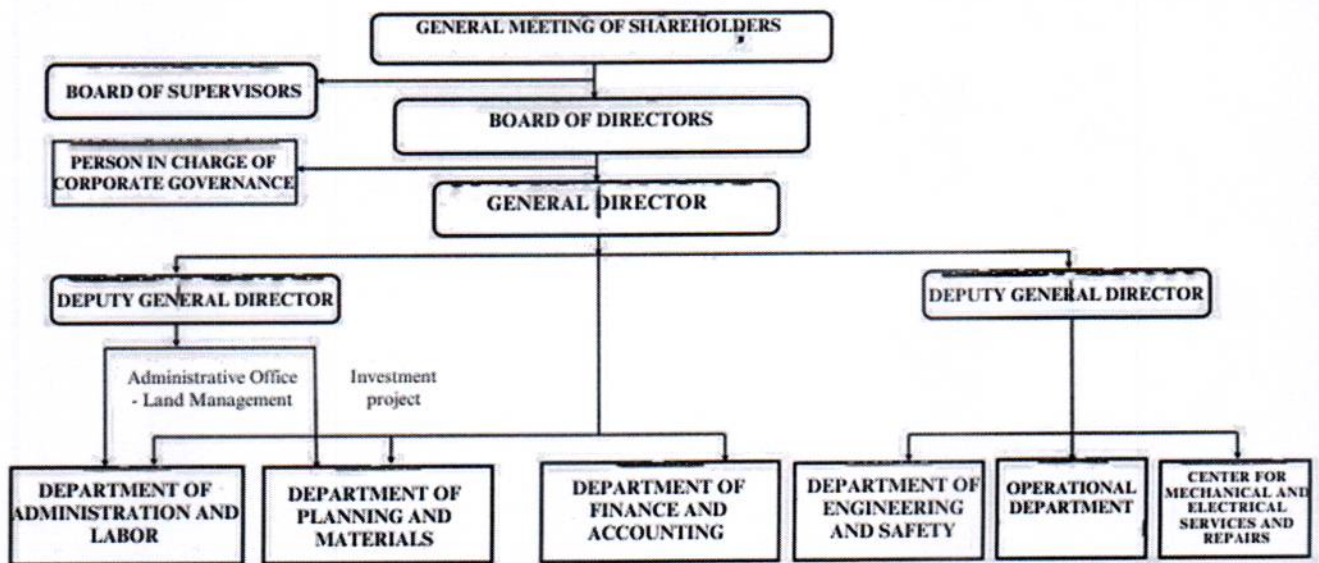 GENERAL MEETING OF SHAREHOLDERS
BOARD OF SUPERVISORS
BOARD OF DIRECTORS
PERSON IN CHARGE OF
CORPORATE GOVERNANCE
GENERAL DIRECTOR
DEPUTY GENERAL DIRECTOR
DEPUTY GENERAL DIRECTOR
Administrative Office
- Land Management
Investment
project
DEPARTMENT OF
ADMINISTRATION AND
LABOR
DEPARTMENT OF
PLANNING AND
MATERIALS
DEPARTMENT OF
FINANCE AND
ACCOUNTING
DEPARTMENT OF
ENGINEERING
AND SAFETY
OPERATIONAL
DEPARTMENT
CENTER FOR
MECHANICAL AND
ELECTRICAL
SERVICES AND
REPAIRS